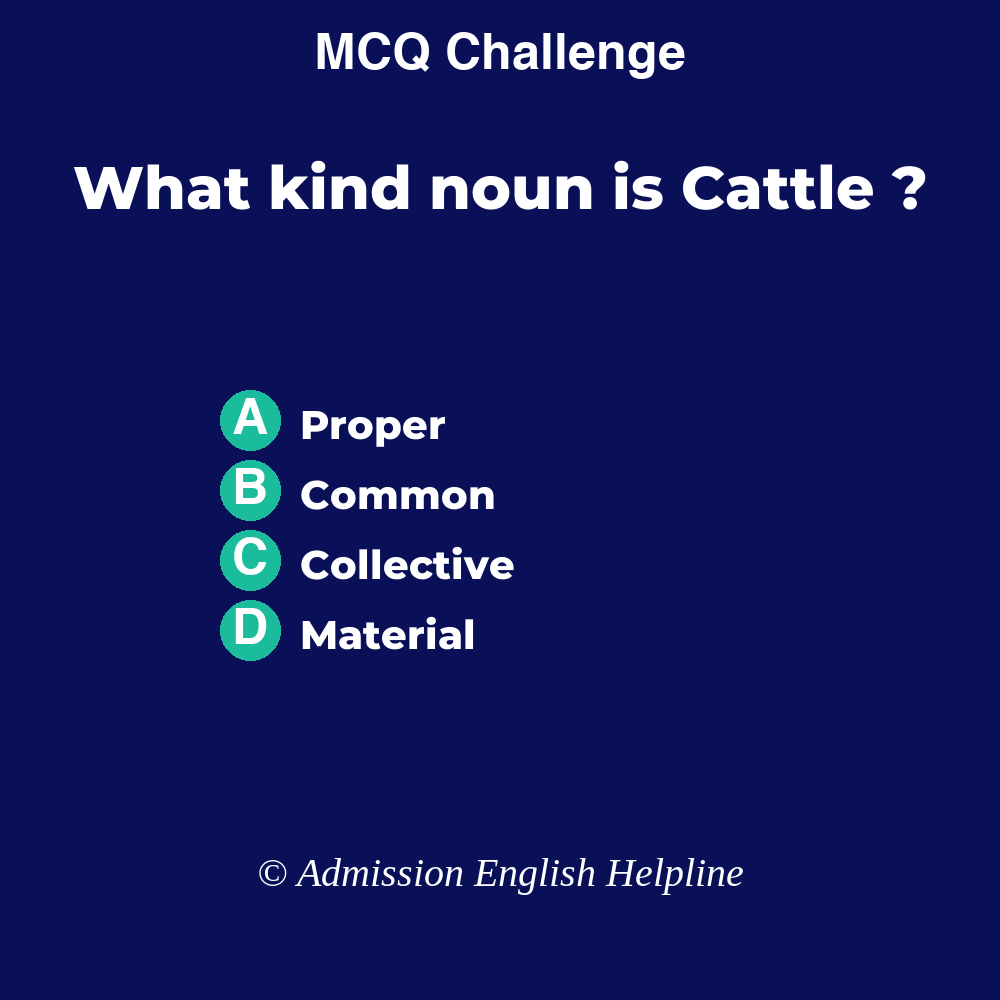 MCQ Challenge
What kind noun is Cattle ?
A Proper
B Common
C Collective
D Material
© Admission English Helpline